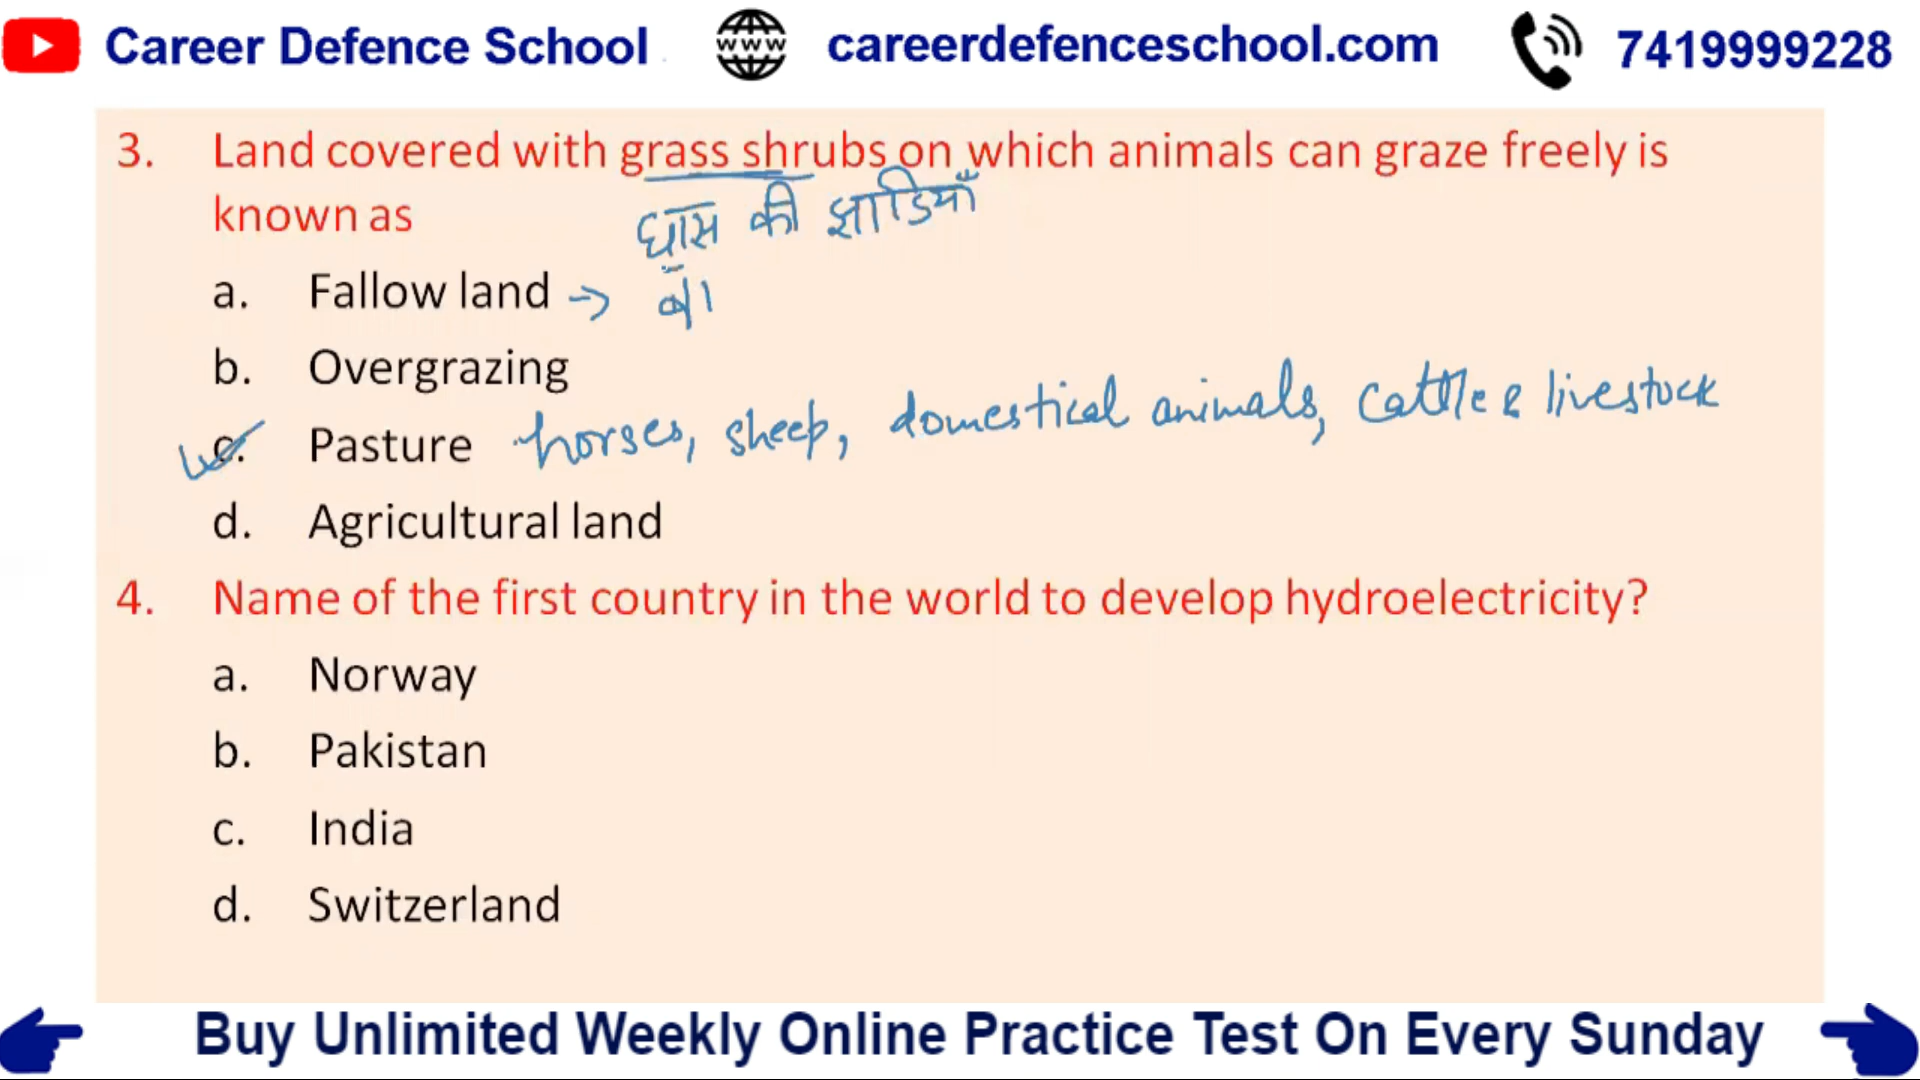 Career Defence School
www
careerdefenceschool.com
7419999228
3. Land covered with grass shrubs on which animals can graze freely is
known as
घास की झाडियाँ
a. Fallow land →
b. Overgrazing
c. Pasture horses, sheep, domestical animals, cattle & livestock
d. Agricultural land
4. Name of the first country in the world to develop hydroelectricity?
a. Norway
b. Pakistan
c. India
d. Switzerland
Buy Unlimited Weekly Online Practice Test On Every Sunday